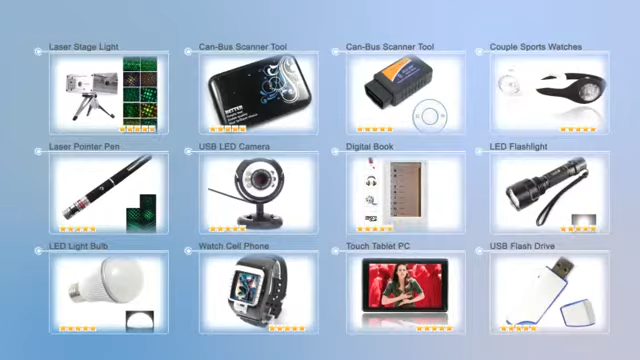 Laser Stage Light
Can-Bus Scanner Tool
Can-Bus Scanner Tool
Couple Sports Watches
Laser Pointer Pen
USB LED Camera
Digital Book
LED Flashlight
LED Light Bulb
Watch Cell Phone
Touch Tablet PC
USB Flash Drive